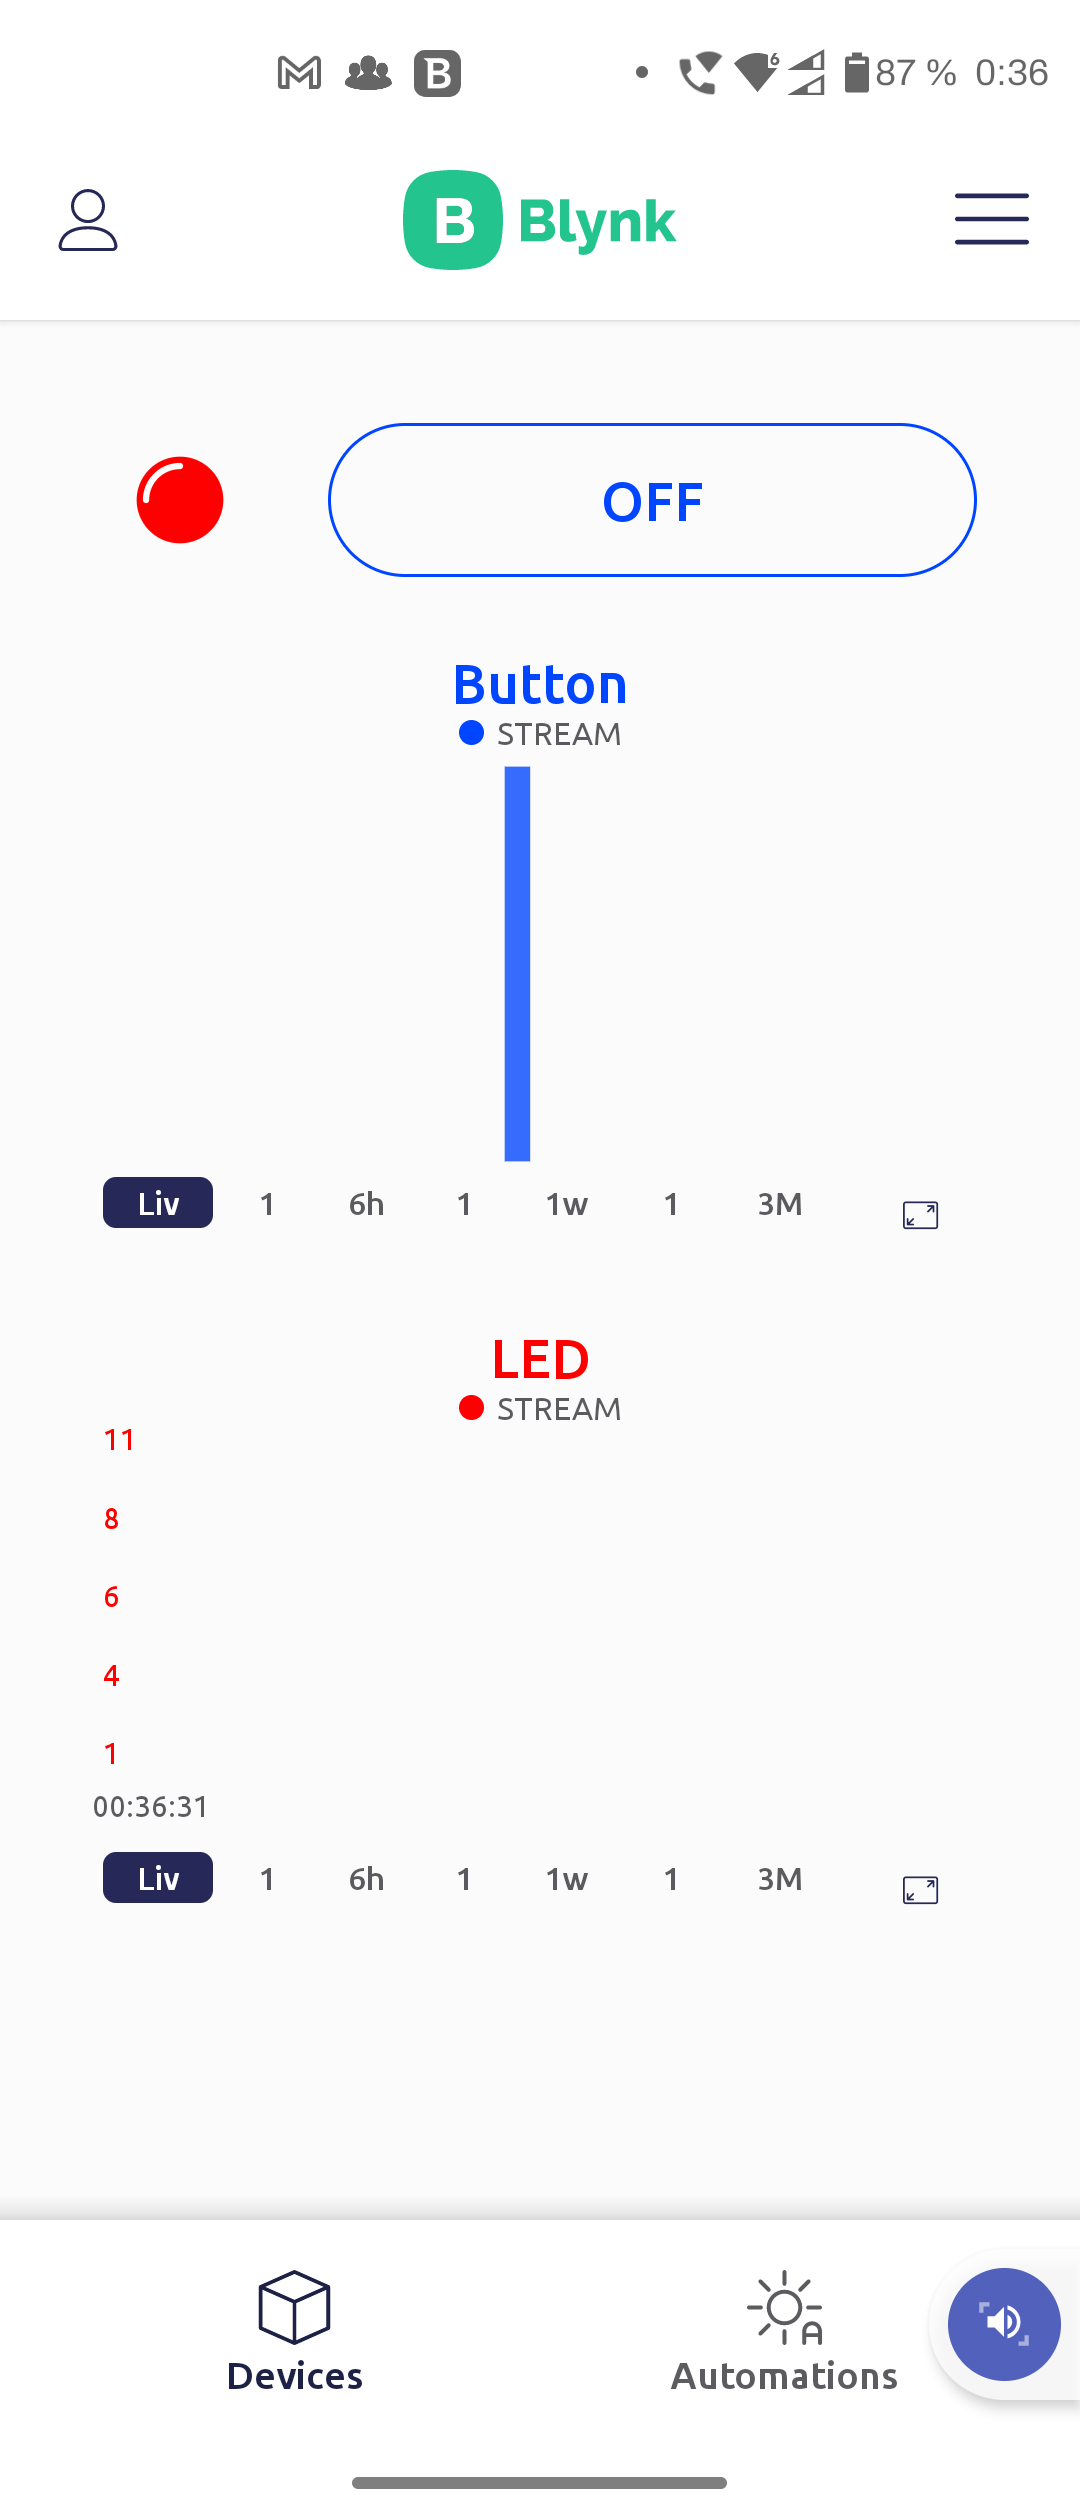 B 6 87 % 0:36
B Blynk
OFF
Button
STREAM
Liv 1 6h 1 1w 1 3M
LED
STREAM
11
8
6
4
1
00:36:31
Liv 1 6h 1 1w 1 3M
Devices Automations